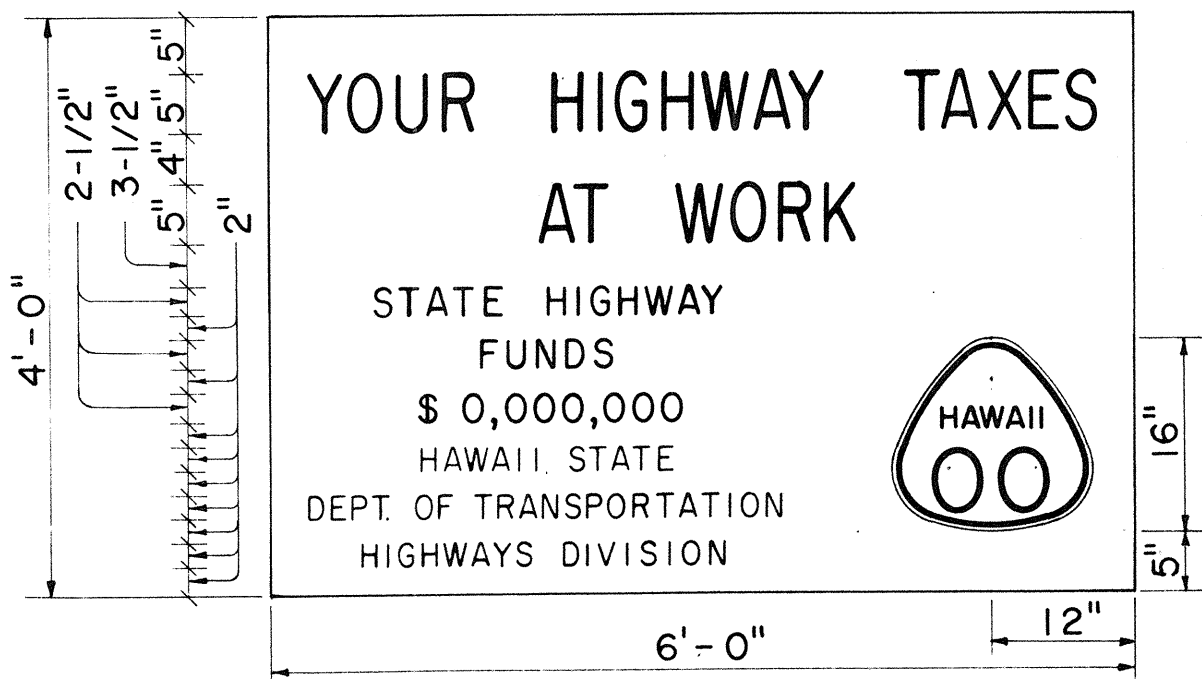 YOUR HIGHWAY TAXES
AT WORK
STATE HIGHWAY
FUNDS
$ 0,000,000
HAWAII STATE
DEPT. OF TRANSPORTATION
HIGHWAYS DIVISION
HAWAII
00
4'-0"
2-1/2"
3-1/2"
5"
5"
4"
5"
2"
16"
5"
12"
6'-0"